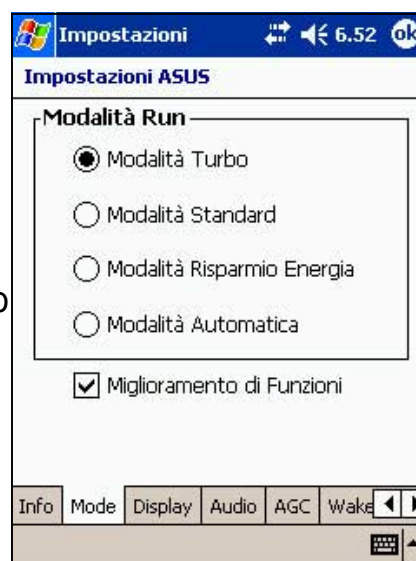 Impostazioni 6.52 ok
Impostazioni ASUS
Modalità Run
Modalità Turbo
Modalità Standard
Modalità Risparmio Energia
Modalità Automatica
Miglioramento di Funzioni
Info Mode Display Audio AGC Wake